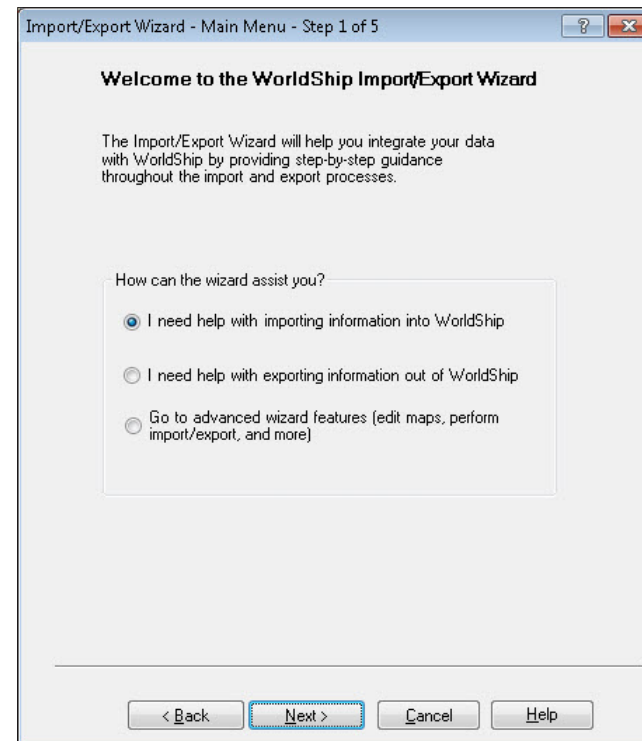 Import/Export Wizard - Main Menu - Step 1 of 5
Welcome to the WorldShip Import/Export Wizard
The Import/Export Wizard will help you integrate your data
with WorldShip by providing step-by-step guidance
throughout the import and export processes.
How can the wizard assist you?
I need help with importing information into WorldShip
I need help with exporting information out of WorldShip
Go to advanced wizard features (edit maps, perform
import/export, and more)
< Back Next > Cancel Help